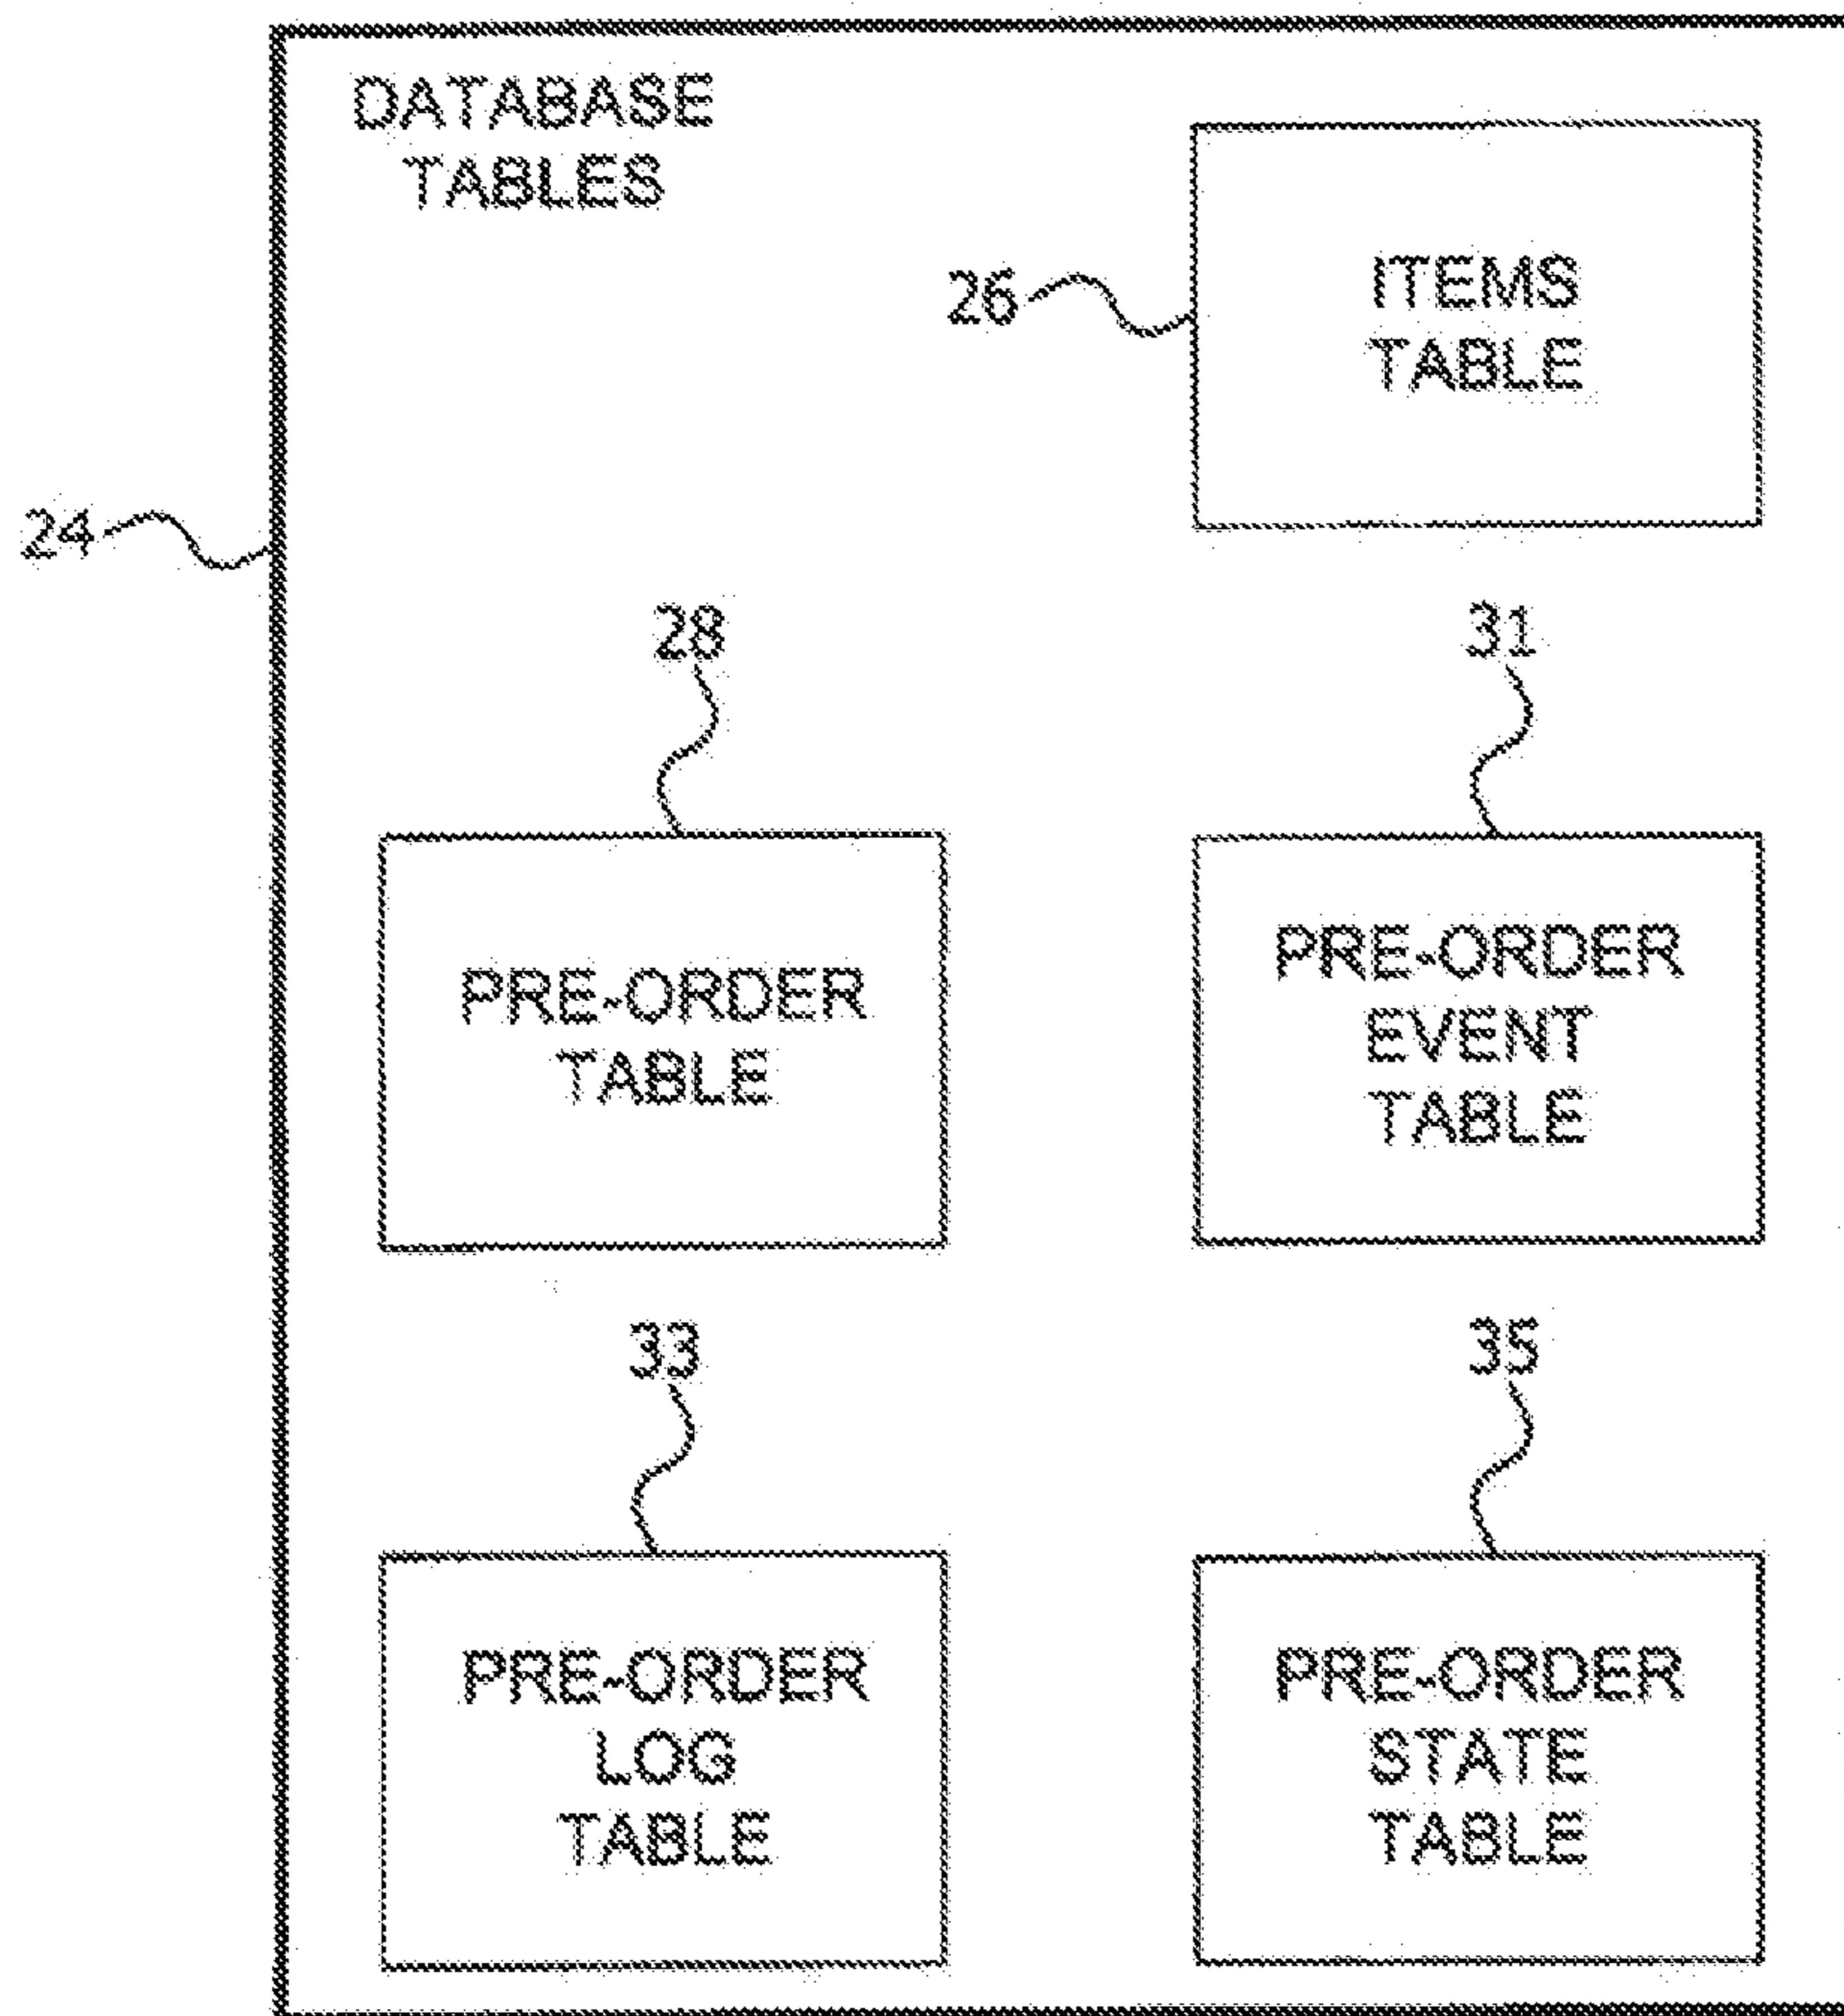 DATABASE
TABLES
26
ITEMS
TABLE
24
28
31
PRE-ORDER
TABLE
PRE-ORDER
EVENT
TABLE
33
35
PRE-ORDER
LOG
TABLE
PRE-ORDER
STATE
TABLE